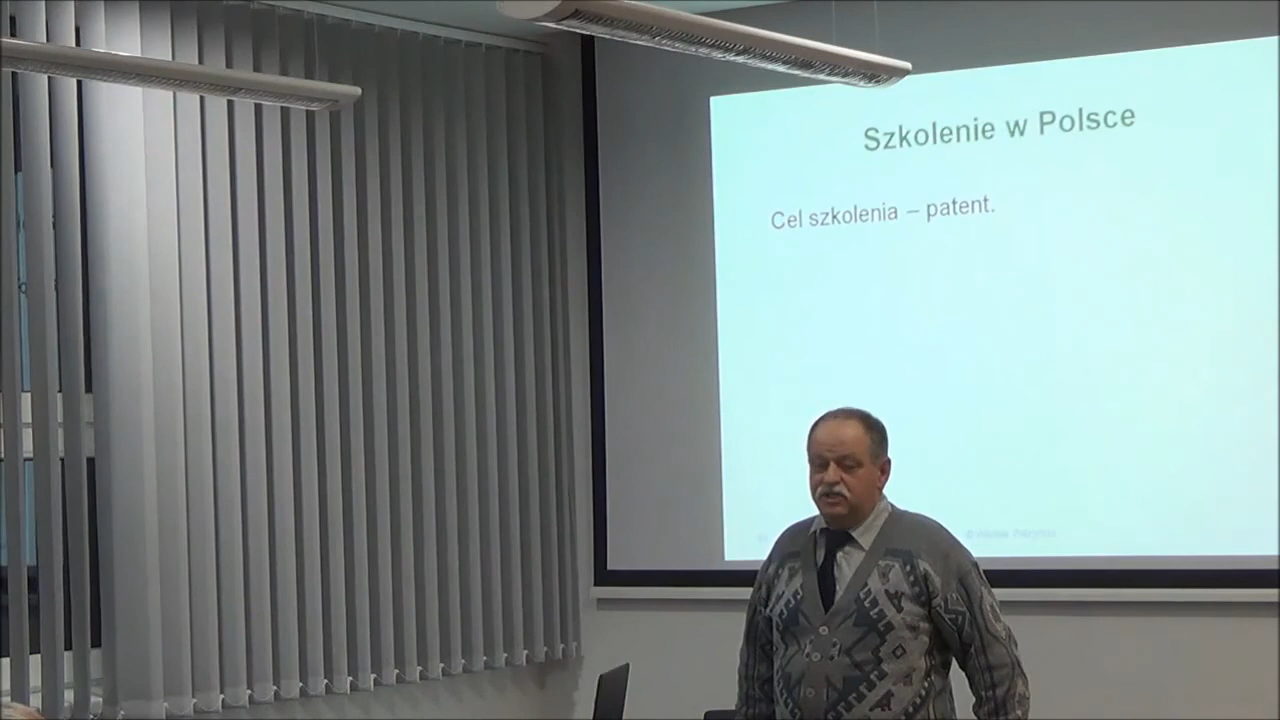 Szkolenie w Polsce
Cel szkolenia – patent.